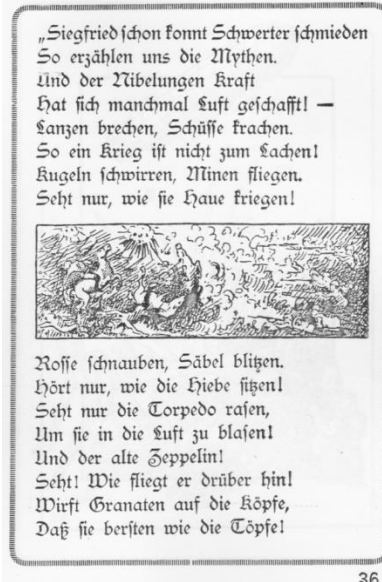 „Siegfried schon konnt Schwerter schmieden
So erzählen uns die Mythen.
Und der Nibelungen Kraft
Hat sich manchmal Luft geschafft! —
Lanzen brechen, Schüsse krachen.
So ein Krieg ist nicht zum Lachen!
Kugeln schwirren, Minen fliegen.
Seht nur, wie sie Haue kriegen!
Rosse schnauben, Säbel blitzen.
Hört nur, wie die Hiebe sitzen!
Seht nur die Torpedo rasen,
Um sie in die Luft zu blasen!
Und der alte Zeppelin!
Seht! Wie fliegt er drüber hin!
Wirft Granaten auf die Köpfe,
Daß sie bersten wie die Töpfe!
36